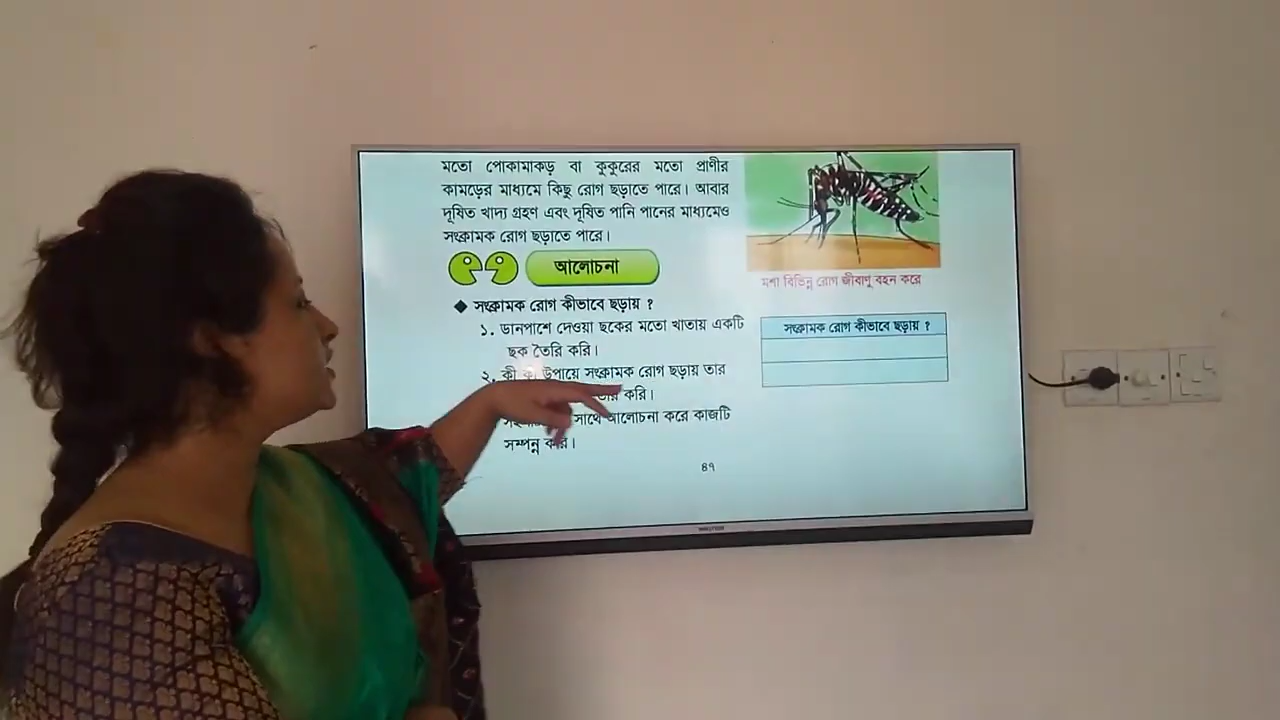 মতো পোকামাকড় বা কুকুরের মতো প্রাণীর
কামড়ের মাধ্যমে কিছু রোগ ছড়াতে পারে। আবার
দূষিত খাদ্য গ্রহণ এবং দূষিত পানি পানের মাধ্যমেও
সংক্রামক রোগ ছড়াতে পারে।
মশা বিভিন্ন রোগ জীবাণু বহন করে
আলোচনা
◆ সংক্রামক রোগ কীভাবে ছড়ায় ?
১. ডানপাশে দেওয়া ছকের মতো খাতায় একটি
ছক তৈরি করি।
২. কী কী উপায়ে সংক্রামক রোগ ছড়ায় তার
করি।
সাথে আলোচনা করে কাজটি
সম্পন্ন করি।
সংক্রামক রোগ কীভাবে ছড়ায় ?
৪৭